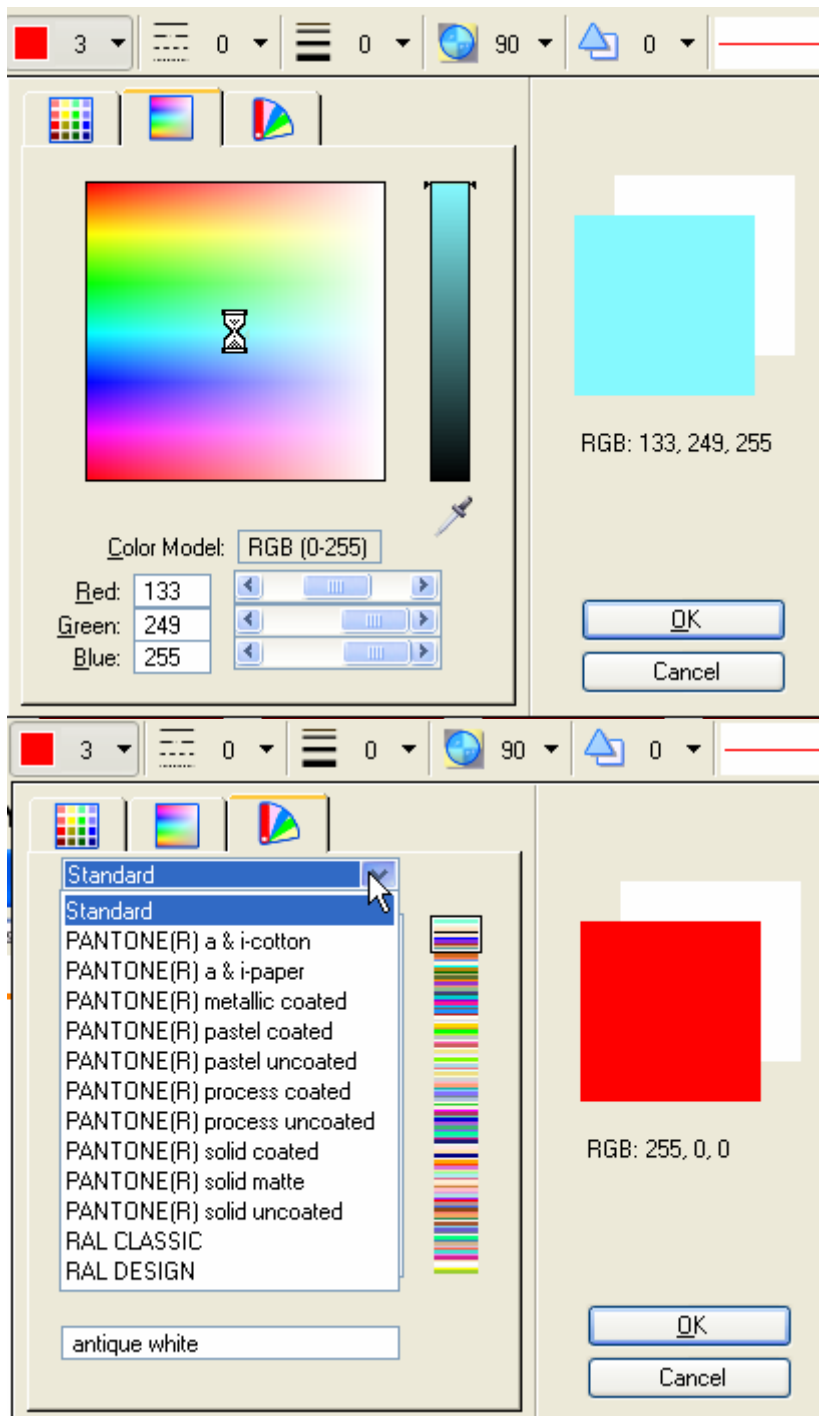 3 0 0 90 0
RGB: 133, 249, 255
Color Model: RGB (0-255)
Red: 133
Green: 249
Blue: 255
OK
Cancel
3 0 0 90 0
Standard
Standard
PANTONE(R) a & i-cotton
PANTONE(R) a & i-paper
PANTONE(R) metallic coated
PANTONE(R) pastel coated
PANTONE(R) pastel uncoated
PANTONE(R) process coated
PANTONE(R) process uncoated
PANTONE(R) solid coated
PANTONE(R) solid matte
PANTONE(R) solid uncoated
RAL CLASSIC
RAL DESIGN
antique white
RGB: 255, 0, 0
OK
Cancel